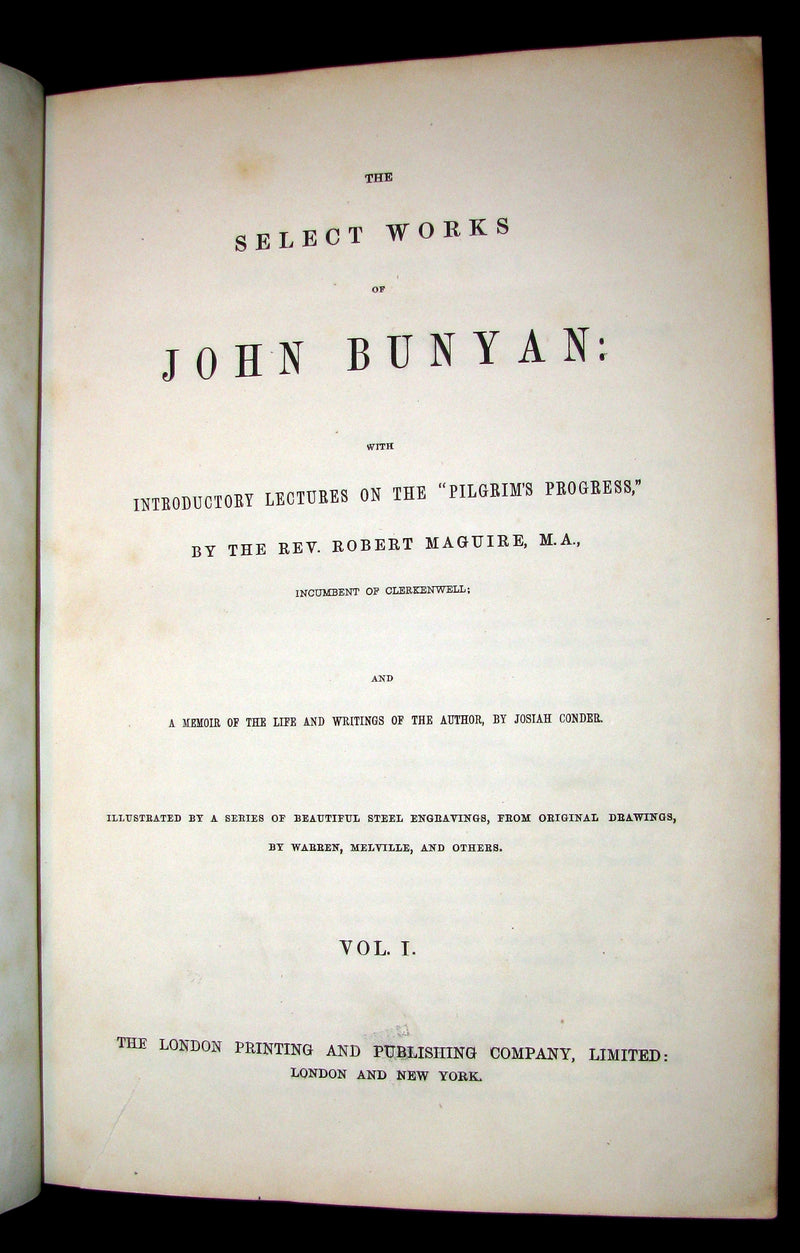 THE
SELECT WORKS
OF
JOHN BUNYAN:
WITH
INTRODUCTORY LECTURES ON THE "PILGRIM'S PROGRESS,"
BY THE REV. ROBERT MAGUIRE, M.A.,
INCUMBENT OF CLERKENWELL;
AND
A MEMOIR OF THE LIFE AND WRITINGS OF THE AUTHOR, BY JOSIAH CONDER.
ILLUSTRATED BY A SERIES OF BEAUTIFUL STEEL ENGRAVINGS, FROM ORIGINAL DRAWINGS,
BY WARREN, MELVILLE, AND OTHERS.
VOL. I.
THE LONDON PRINTING AND PUBLISHING COMPANY, LIMITED:
LONDON AND NEW YORK.